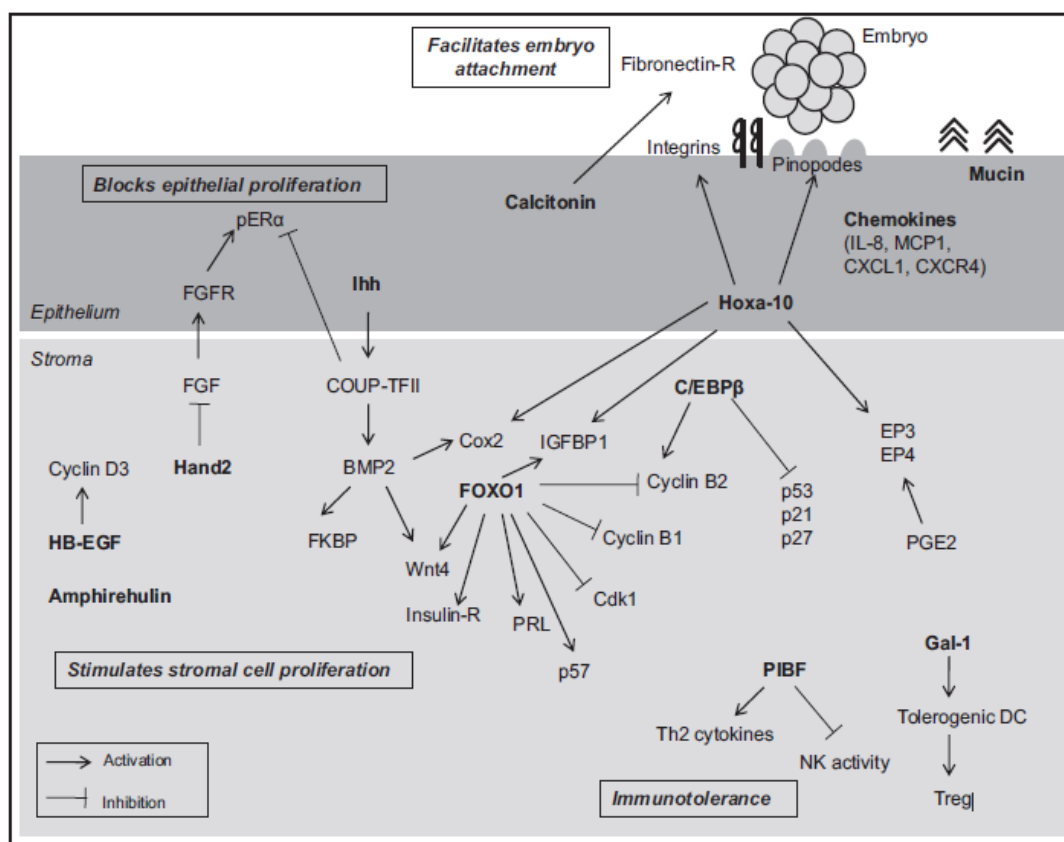 Facilitates embryo
attachment
Embryo
Fibronectin-R
Integrins
Pinopodes
Mucin
Blocks epithelial proliferation
Calcitonin
pERα
Chemokines
(IL-8, MCP1,
CXCL1, CXCR4)
Ihh
FGFR
Hoxa-10
Epithelium
Stroma
FGF
COUP-TFII
C/EBPβ
Cox2
IGFBP1
EP3
EP4
Cyclin D3
Hand2
BMP2
FOXO1
Cyclin B2
p53
p21
p27
HB-EGF
FKBP
Cyclin B1
PGE2
Wnt4
Amphirehulin
Insulin-R
PRL
Cdk1
Stimulates stromal cell proliferation
p57
PIBF
Gal-1
Th2 cytokines
Tolerogenic DC
NK activity
Activation
Inhibition
Immunotolerance
Treg